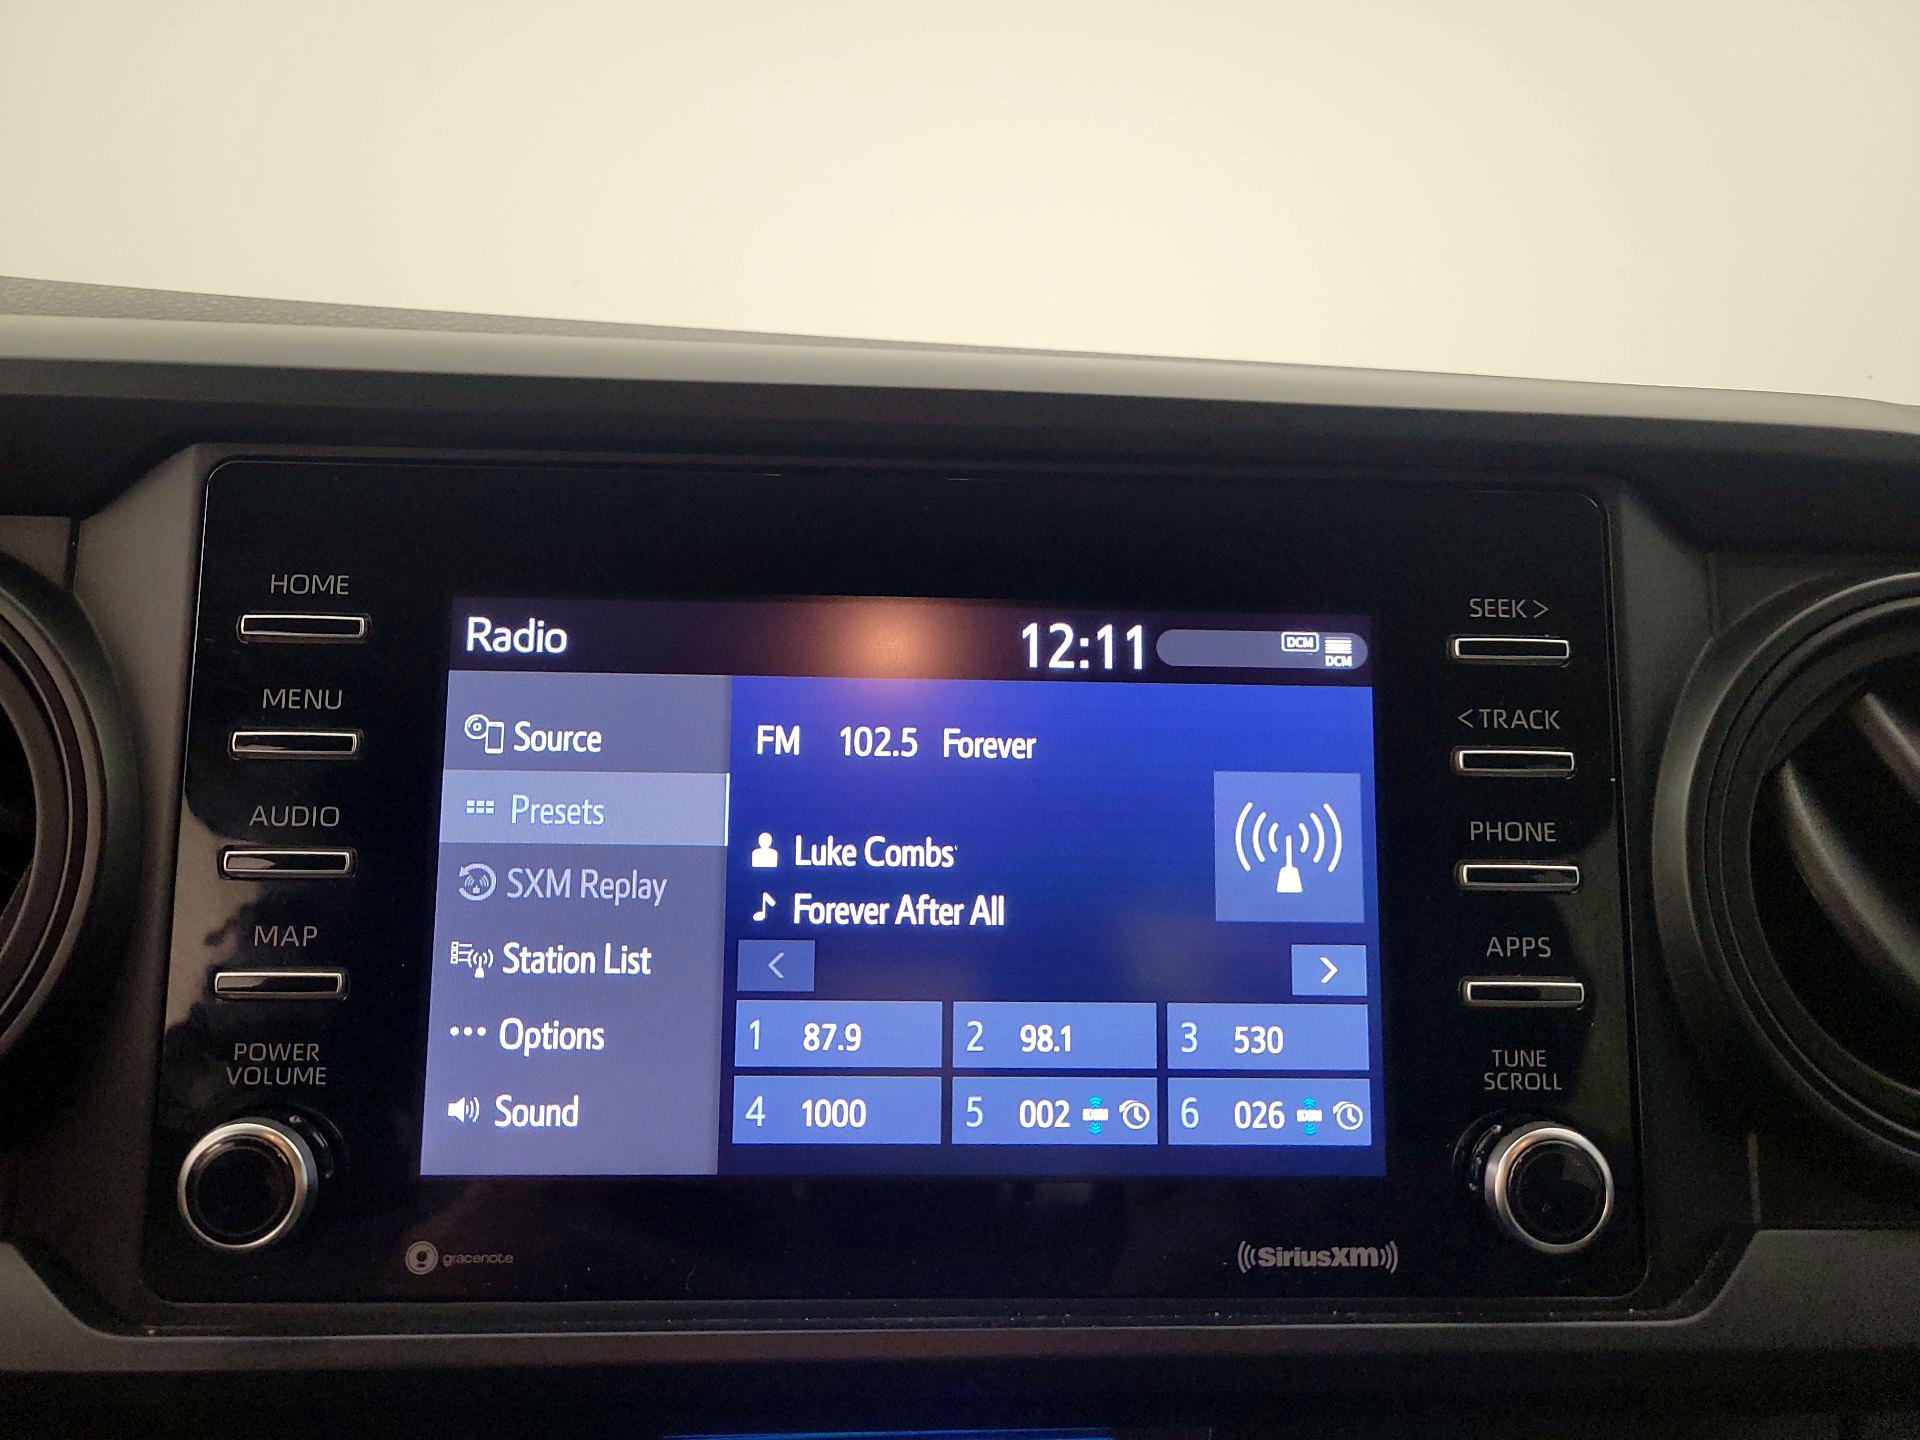 HOME
MENU
AUDIO
MAP
POWER
VOLUME
Radio
12:11
DCM
DCM
Source
Presets
SXM Replay
Station List
Options
Sound
FM 102.5 Forever
Luke Combs
Forever After All
<
>
1 87.9
2 98.1
3 530
4 1000
5 002 SXM
6 026 SXM
SEEK >
< TRACK
PHONE
APPS
TUNE
SCROLL
gracenote
SiriusXM